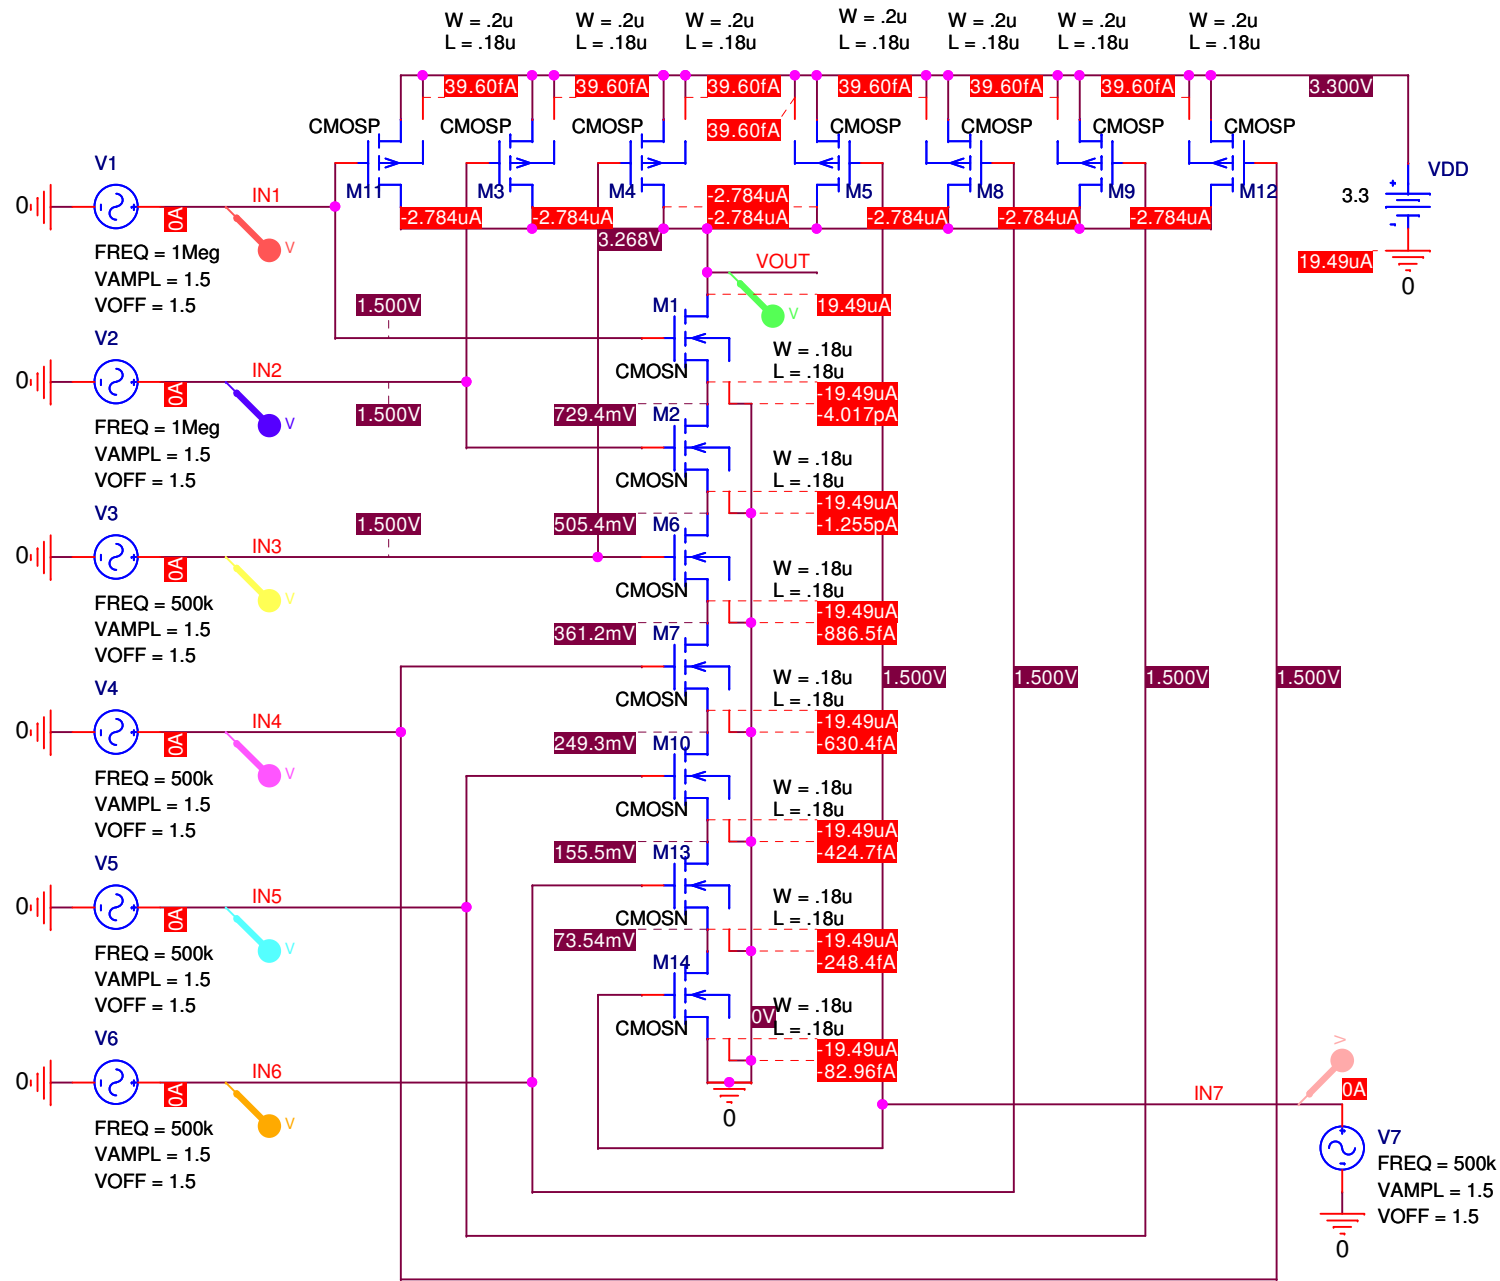 W = .2u
L = .18u
W = .2u
L = .18u
W = .2u
L = .18u
W = .2u
L = .18u
W = .2u
L = .18u
W = .2u
L = .18u
W = .2u
L = .18u
39.60fA
39.60fA
39.60fA
39.60fA
39.60fA
39.60fA
39.60fA
3.300V
CMOSP
CMOSP
CMOSP
CMOSP
CMOSP
CMOSP
CMOSP
M11
M3
M4
M5
M8
M9
M12
-2.784uA
-2.784uA
-2.784uA
-2.784uA
-2.784uA
-2.784uA
-2.784uA
3.268V
VDD
3.3
19.49uA
0
VOUT
V
V1
IN1
0
0A
V
FREQ = 1Meg
VAMPL = 1.5
VOFF = 1.5
1.500V
V2
IN2
0
0A
V
FREQ = 1Meg
VAMPL = 1.5
VOFF = 1.5
1.500V
V3
IN3
0
0A
V
FREQ = 500k
VAMPL = 1.5
VOFF = 1.5
1.500V
V4
IN4
0
0A
V
FREQ = 500k
VAMPL = 1.5
VOFF = 1.5
V5
IN5
0
0A
V
FREQ = 500k
VAMPL = 1.5
VOFF = 1.5
V6
IN6
0
0A
V
FREQ = 500k
VAMPL = 1.5
VOFF = 1.5
M1
19.49uA
CMOSN
W = .18u
L = .18u
-19.49uA
-4.017pA
729.4mV
M2
CMOSN
W = .18u
L = .18u
-19.49uA
-1.255pA
505.4mV
M6
CMOSN
W = .18u
L = .18u
-19.49uA
-886.5fA
361.2mV
M7
CMOSN
W = .18u
L = .18u
-19.49uA
-630.4fA
249.3mV
M10
CMOSN
W = .18u
L = .18u
-19.49uA
-424.7fA
155.5mV
M13
CMOSN
W = .18u
L = .18u
-19.49uA
-248.4fA
73.54mV
M14
CMOSN
0V
W = .18u
L = .18u
-19.49uA
-82.96fA
0
1.500V
1.500V
1.500V
1.500V
IN7
V
0A
V7
FREQ = 500k
VAMPL = 1.5
VOFF = 1.5
0